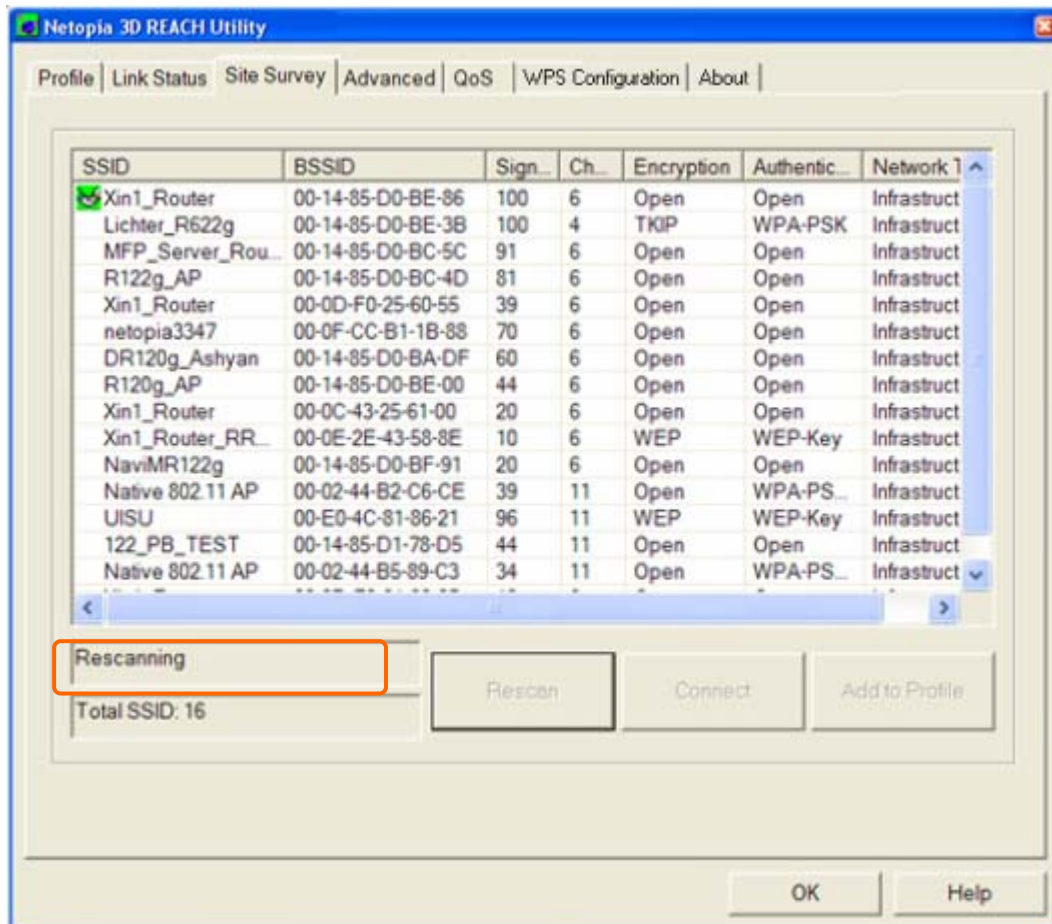 Netopia 3D REACH Utility
Profile Link Status Site Survey Advanced QoS WPS Configuration About
SSID BSSID Sign... Ch... Encryption Authentic... Network T
Xin1_Router 00-14-85-D0-BE-86 100 6 Open Open Infrastruct
Lichter_R622g 00-14-85-D0-BE-3B 100 4 TKIP WPA-PSK Infrastruct
MFP_Server_Rou... 00-14-85-D0-BC-5C 91 6 Open Open Infrastruct
R122g_AP 00-14-85-D0-BC-4D 81 6 Open Open Infrastruct
Xin1_Router 00-0D-F0-25-60-55 39 6 Open Open Infrastruct
netopia3347 00-0F-CC-B1-1B-88 70 6 Open Open Infrastruct
DR120g_Ashyan 00-14-85-D0-BA-DF 60 6 Open Open Infrastruct
R120g_AP 00-14-85-D0-BE-00 44 6 Open Open Infrastruct
Xin1_Router 00-0C-43-25-61-00 20 6 Open Open Infrastruct
Xin1_Router_RR... 00-0E-2E-43-58-8E 10 6 WEP WEP-Key Infrastruct
NaviMR122g 00-14-85-D0-BF-91 20 6 Open Open Infrastruct
Native 802.11 AP 00-02-44-B2-C6-CE 39 11 Open WPA-PS... Infrastruct
UISU 00-E0-4C-81-86-21 96 11 WEP WEP-Key Infrastruct
122_PB_TEST 00-14-85-D1-78-D5 44 11 Open Open Infrastruct
Native 802.11 AP 00-02-44-B5-89-C3 34 11 Open WPA-PS... Infrastruct
Rescanning
Rescan Connect Add to Profile
Total SSID: 16
OK Help